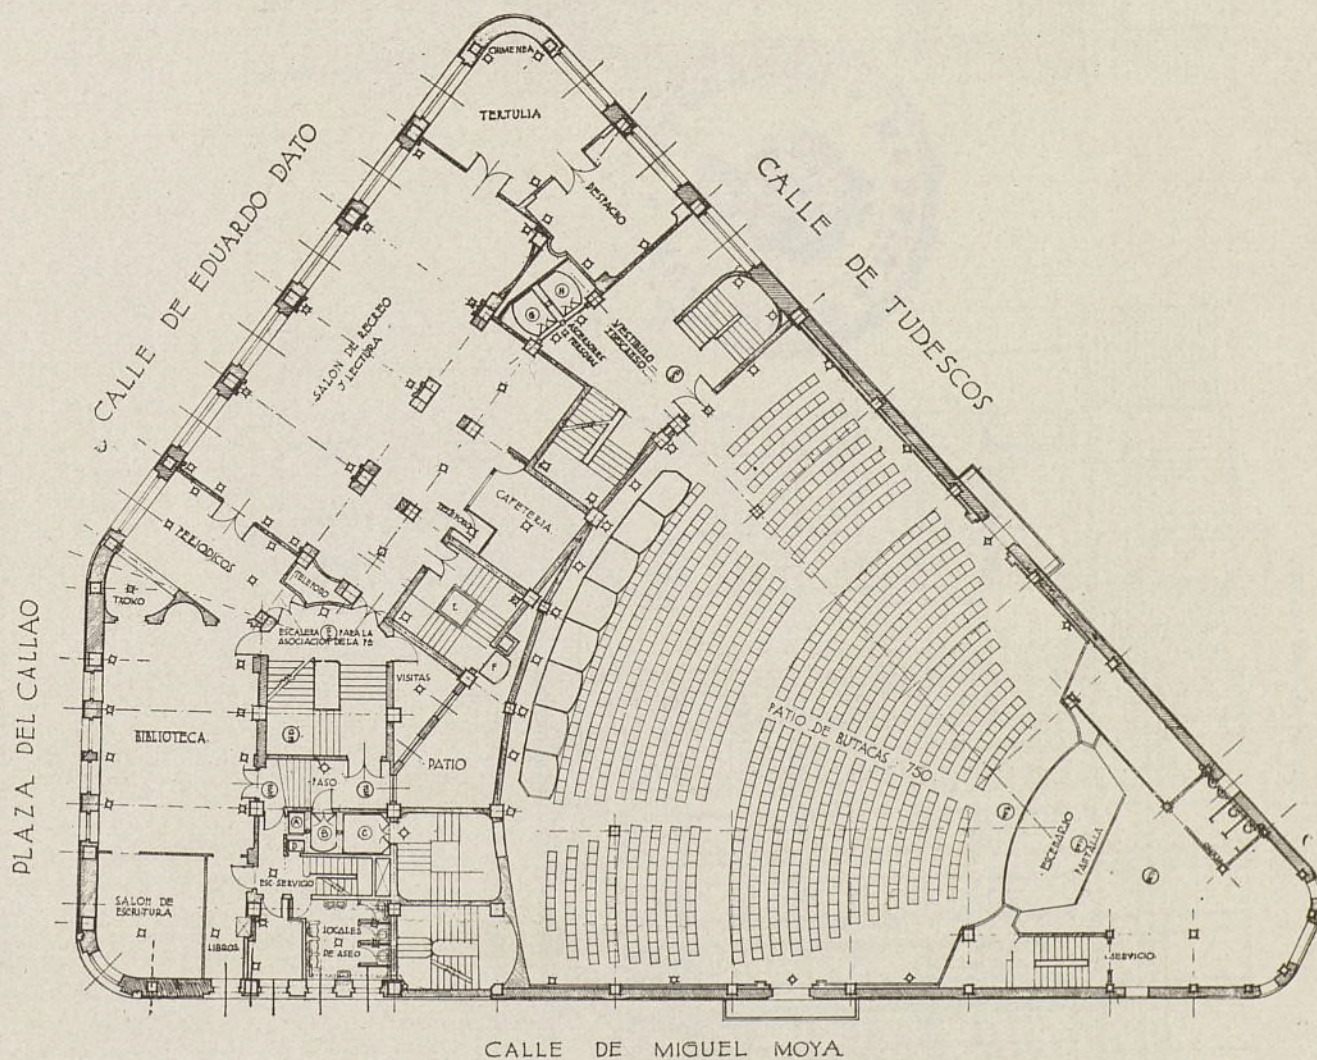 CHIMENEA
TERTULIA
DESPACHO
CALLE DE EDUARDO DATO
CALLE DE TUDESCOS
SALON DE RECREO
Y LECTURA
ASCENSORES
VESTIBULO
CAFETERIA
TELEFONO
PERIODICOS
TELEFONO
ESCALERA PARA LA
ASOCIACION DE LA
VISITAS
PLAZA DEL CALLAO
BIBLIOTECA
PASO
PATIO
PATIO DE BUTACAS 750
ESCENARIO
PANTALLA
A
B
C
ESC SERVICIO
SALON DE
ESCRITURA
LIBROS
LOCALES
DE ASEO
SERVICIO
CALLE DE MIGUEL MOYA